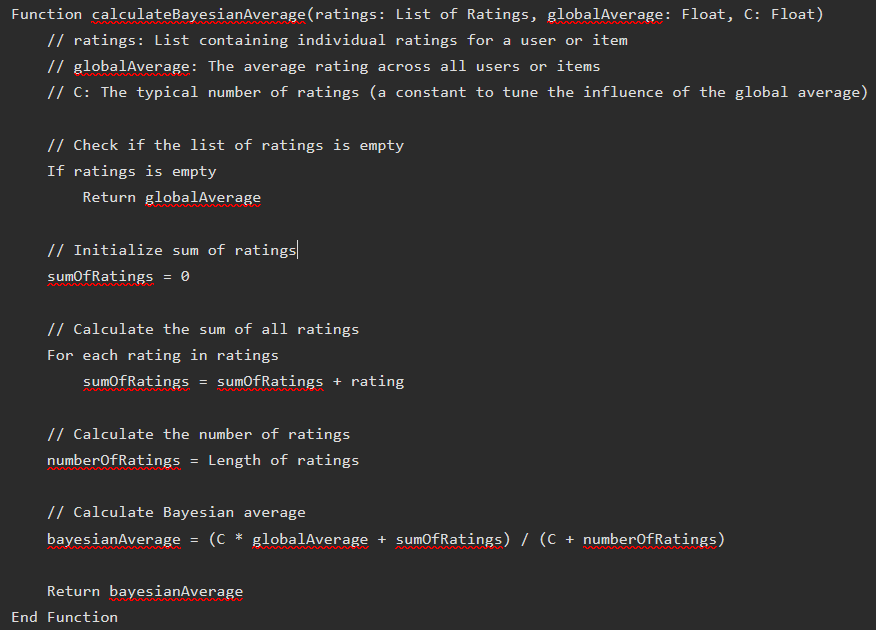 Function calculateBayesianAverage(ratings: List of Ratings, globalAverage: Float, C: Float)
// ratings: List containing individual ratings for a user or item
// globalAverage: The average rating across all users or items
// C: The typical number of ratings (a constant to tune the influence of the global average)
// Check if the list of ratings is empty
If ratings is empty
Return globalAverage
// Initialize sum of ratings
sumOfRatings = 0
// Calculate the sum of all ratings
For each rating in ratings
sumOfRatings = sumOfRatings + rating
// Calculate the number of ratings
numberOfRatings = Length of ratings
// Calculate Bayesian average
bayesianAverage = (C * globalAverage + sumOfRatings) / (C + numberOfRatings)
Return bayesianAverage
End Function